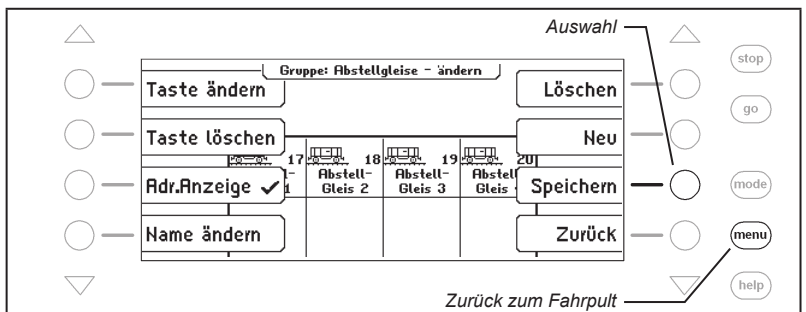 Auswahl
stop
Gruppe: Abstellgleise - ändern
Taste ändern
Löschen
go
Taste löschen
Neu
17 18 19 20
Adr.Anzeige ✓
1
Abstell-
Gleis 2
Abstell-
Gleis 3
Gleis
Speichern
mode
Name ändern
Zurück
menu
help
Zurück zum Fahrpult